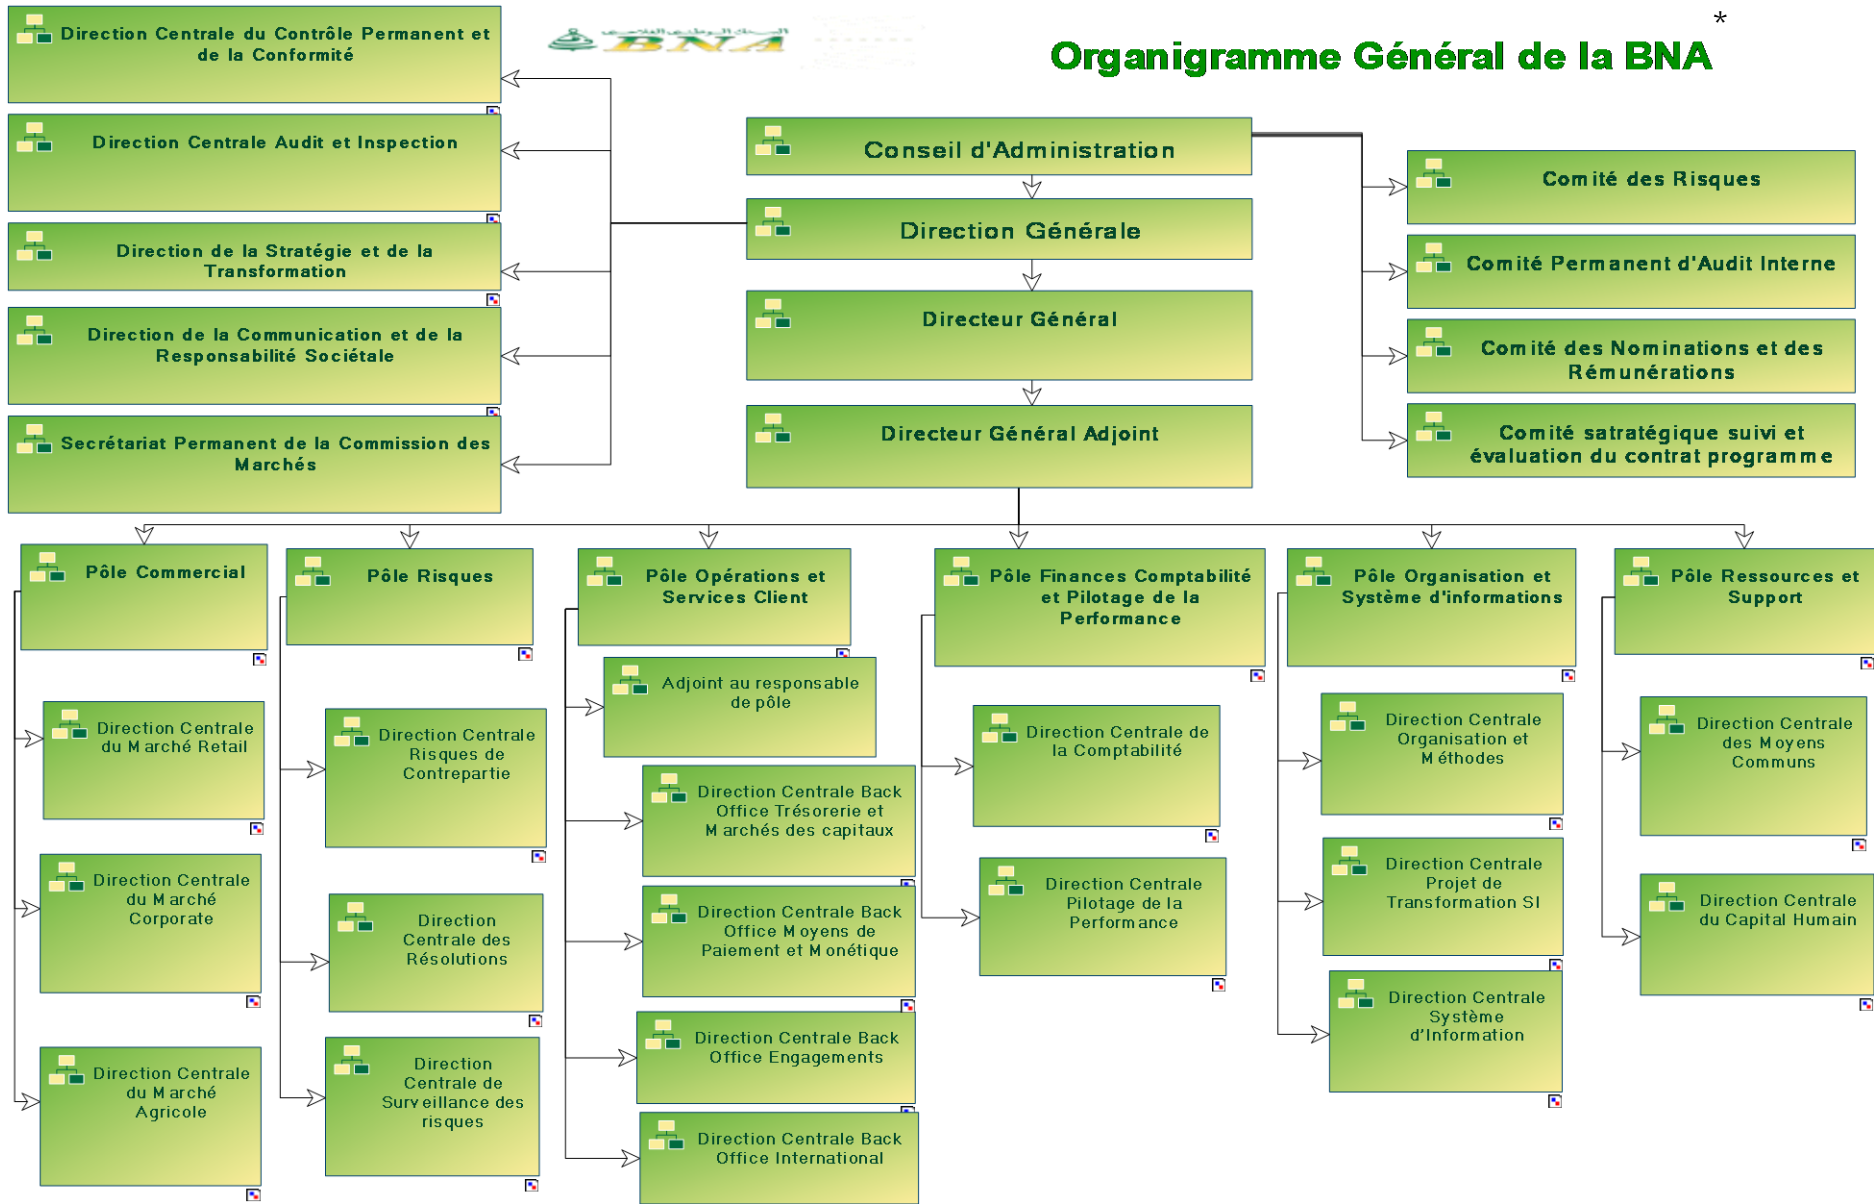 Direction Centrale du Contrôle Permanent et
de la Conformité
BNA
*
Organigramme Général de la BNA
Direction Centrale Audit et Inspection
Direction de la Stratégie et de la
Transformation
Direction de la Communication et de la
Responsabilité Sociétale
Secrétariat Permanent de la Commission des
Marchés
Conseil d'Administration
Direction Générale
Directeur Général
Directeur Général Adjoint
Comité des Risques
Comité Permanent d'Audit Interne
Comité des Nominations et des
Rémunérations
Comité satratégique suivi et
évaluation du contrat programme
Pôle Commercial
Direction Centrale
du Marché Retail
Direction Centrale
du Marché
Corporate
Direction Centrale
du Marché
Agricole
Pôle Risques
Direction Centrale
Risques de
Contrepartie
Direction
Centrale des
Résolutions
Direction
Centrale de
Surveillance des
risques
Pôle Opérations et
Services Client
Adjoint au responsable
de pôle
Direction Centrale Back
Office Trésorerie et
Marchés des capitaux
Direction Centrale Back
Office Moyens de
Paiement et Monétique
Direction Centrale Back
Office Engagements
Direction Centrale Back
Office International
Pôle Finances Comptabilité
et Pilotage de la
Performance
Direction Centrale de
la Comptabilité
Direction Centrale
Pilotage de la
Performance
Pôle Organisation et
Système d'informations
Direction Centrale
Organisation et
Méthodes
Direction Centrale
Projet de
Transformation SI
Direction Centrale
Système
d'Information
Pôle Ressources et
Support
Direction Centrale
des Moyens
Communs
Direction Centrale
du Capital Humain